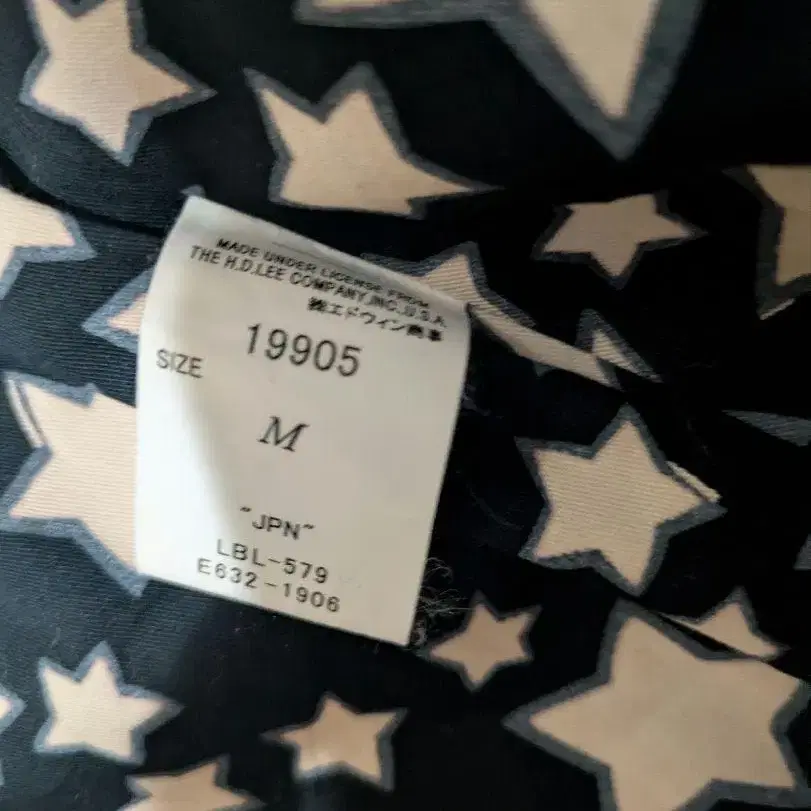 MADE UNDER LICENSE FROM
THE H.D.LEE COMPANY,INC.,U.S.A.
㈱エドウィン商事
19905
SIZE
M
"JPN"
LBL-579
E632-1906